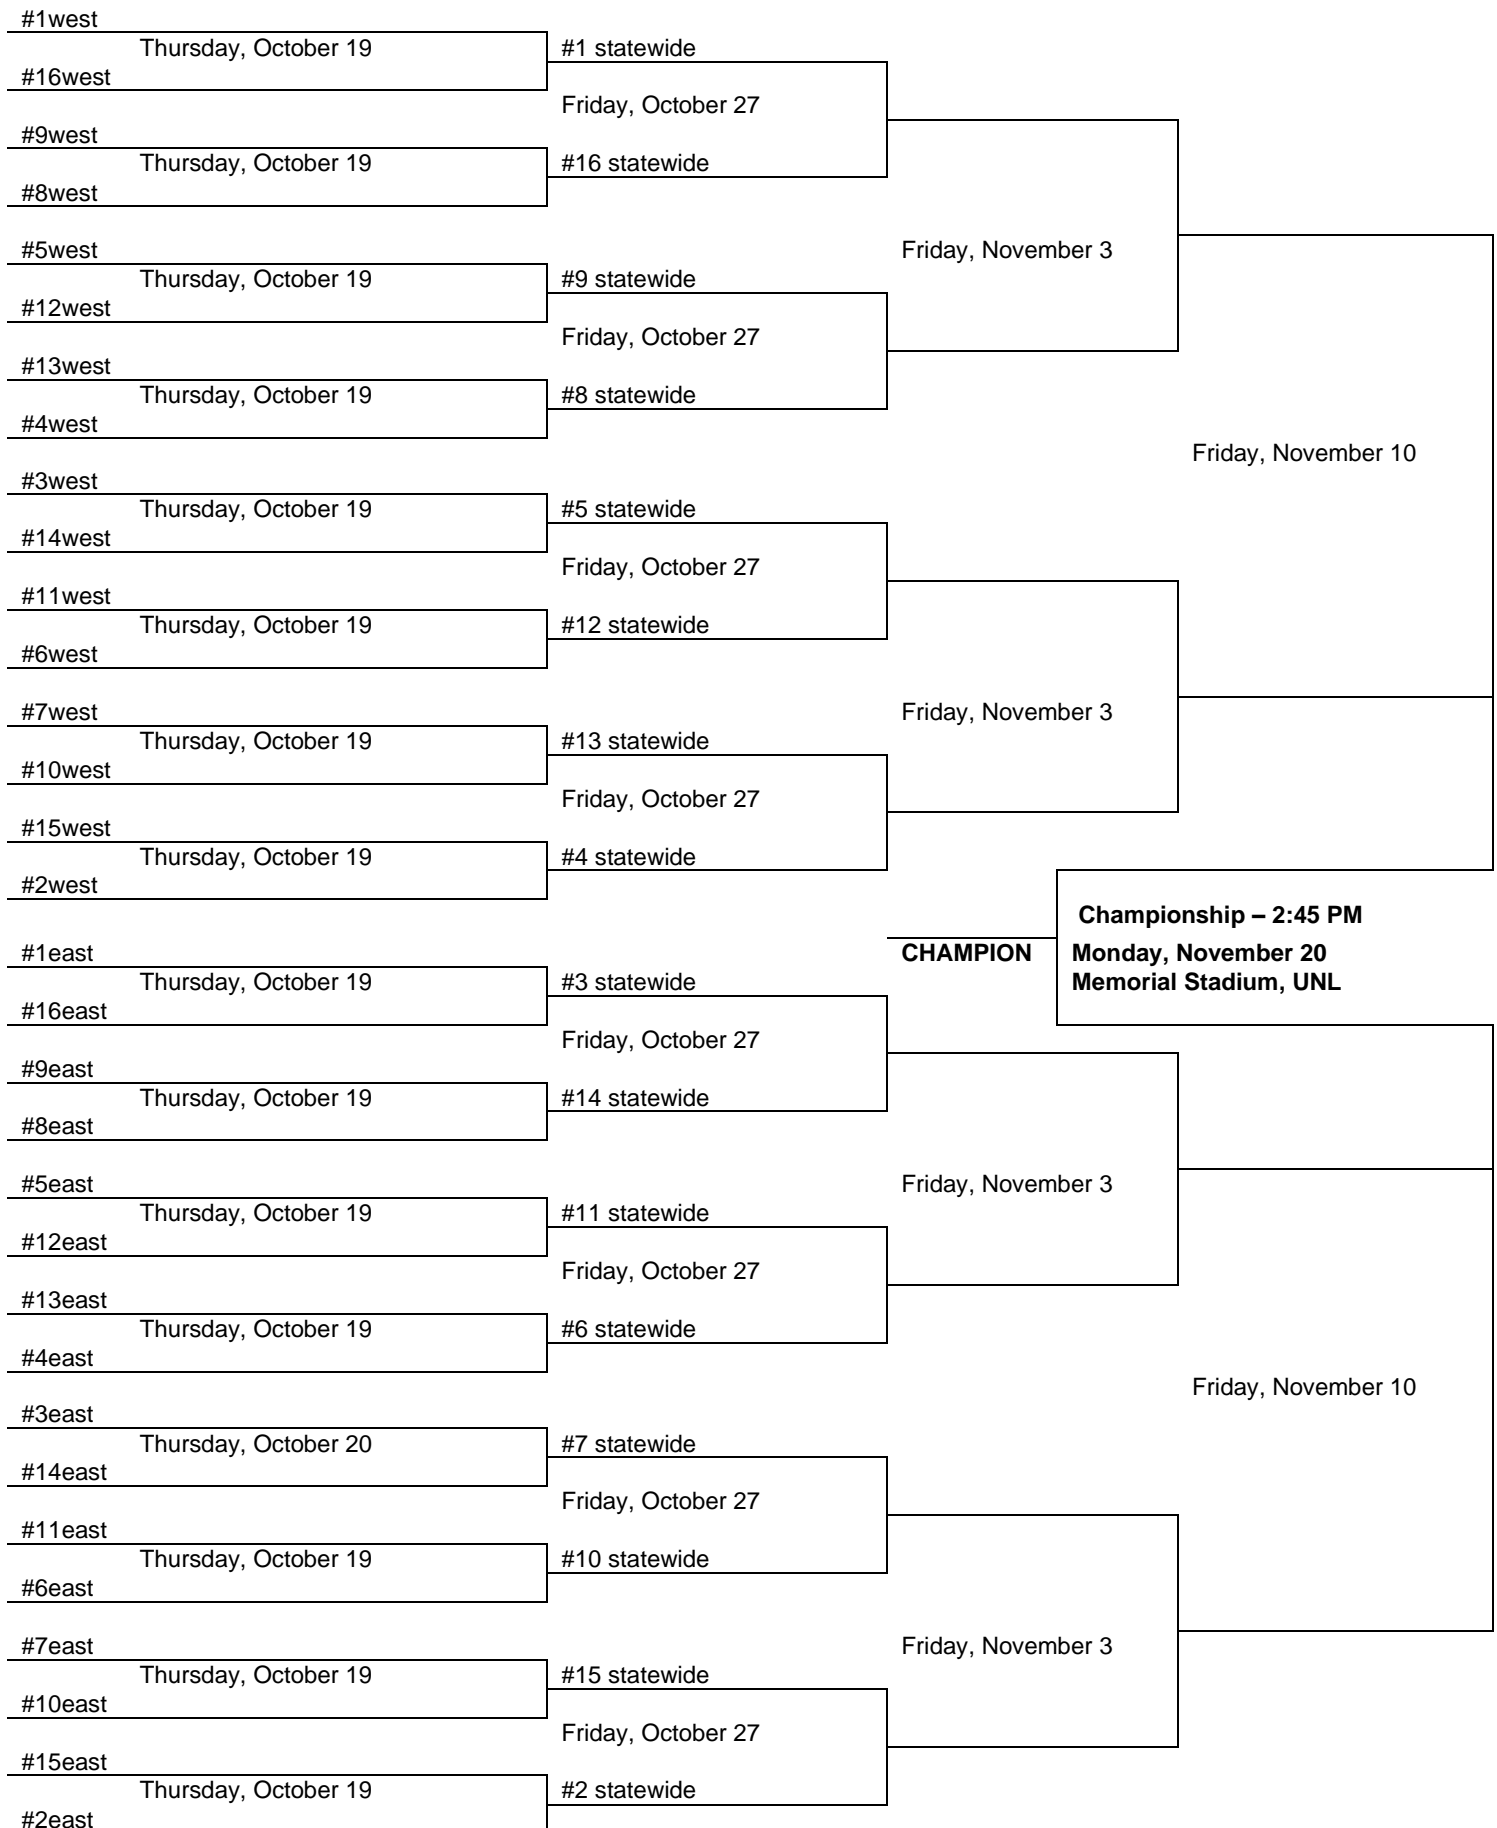 #1west
Thursday, October 19
#1 statewide
#16west
Friday, October 27
#9west
Thursday, October 19
#16 statewide
#8west
#5west
Friday, November 3
Thursday, October 19
#9 statewide
#12west
Friday, October 27
#13west
Thursday, October 19
#8 statewide
#4west
Friday, November 10
#3west
Thursday, October 19
#5 statewide
#14west
Friday, October 27
#11west
Thursday, October 19
#12 statewide
#6west
#7west
Friday, November 3
Thursday, October 19
#13 statewide
#10west
Friday, October 27
#15west
Thursday, October 19
#4 statewide
#2west
Championship – 2:45 PM
#1east
CHAMPION
Monday, November 20
Thursday, October 19
#3 statewide
Memorial Stadium, UNL
#16east
Friday, October 27
#9east
Thursday, October 19
#14 statewide
#8east
#5east
Friday, November 3
Thursday, October 19
#11 statewide
#12east
Friday, October 27
#13east
Thursday, October 19
#6 statewide
#4east
Friday, November 10
#3east
Thursday, October 20
#7 statewide
#14east
Friday, October 27
#11east
Thursday, October 19
#10 statewide
#6east
#7east
Friday, November 3
Thursday, October 19
#15 statewide
#10east
Friday, October 27
#15east
Thursday, October 19
#2 statewide
#2east